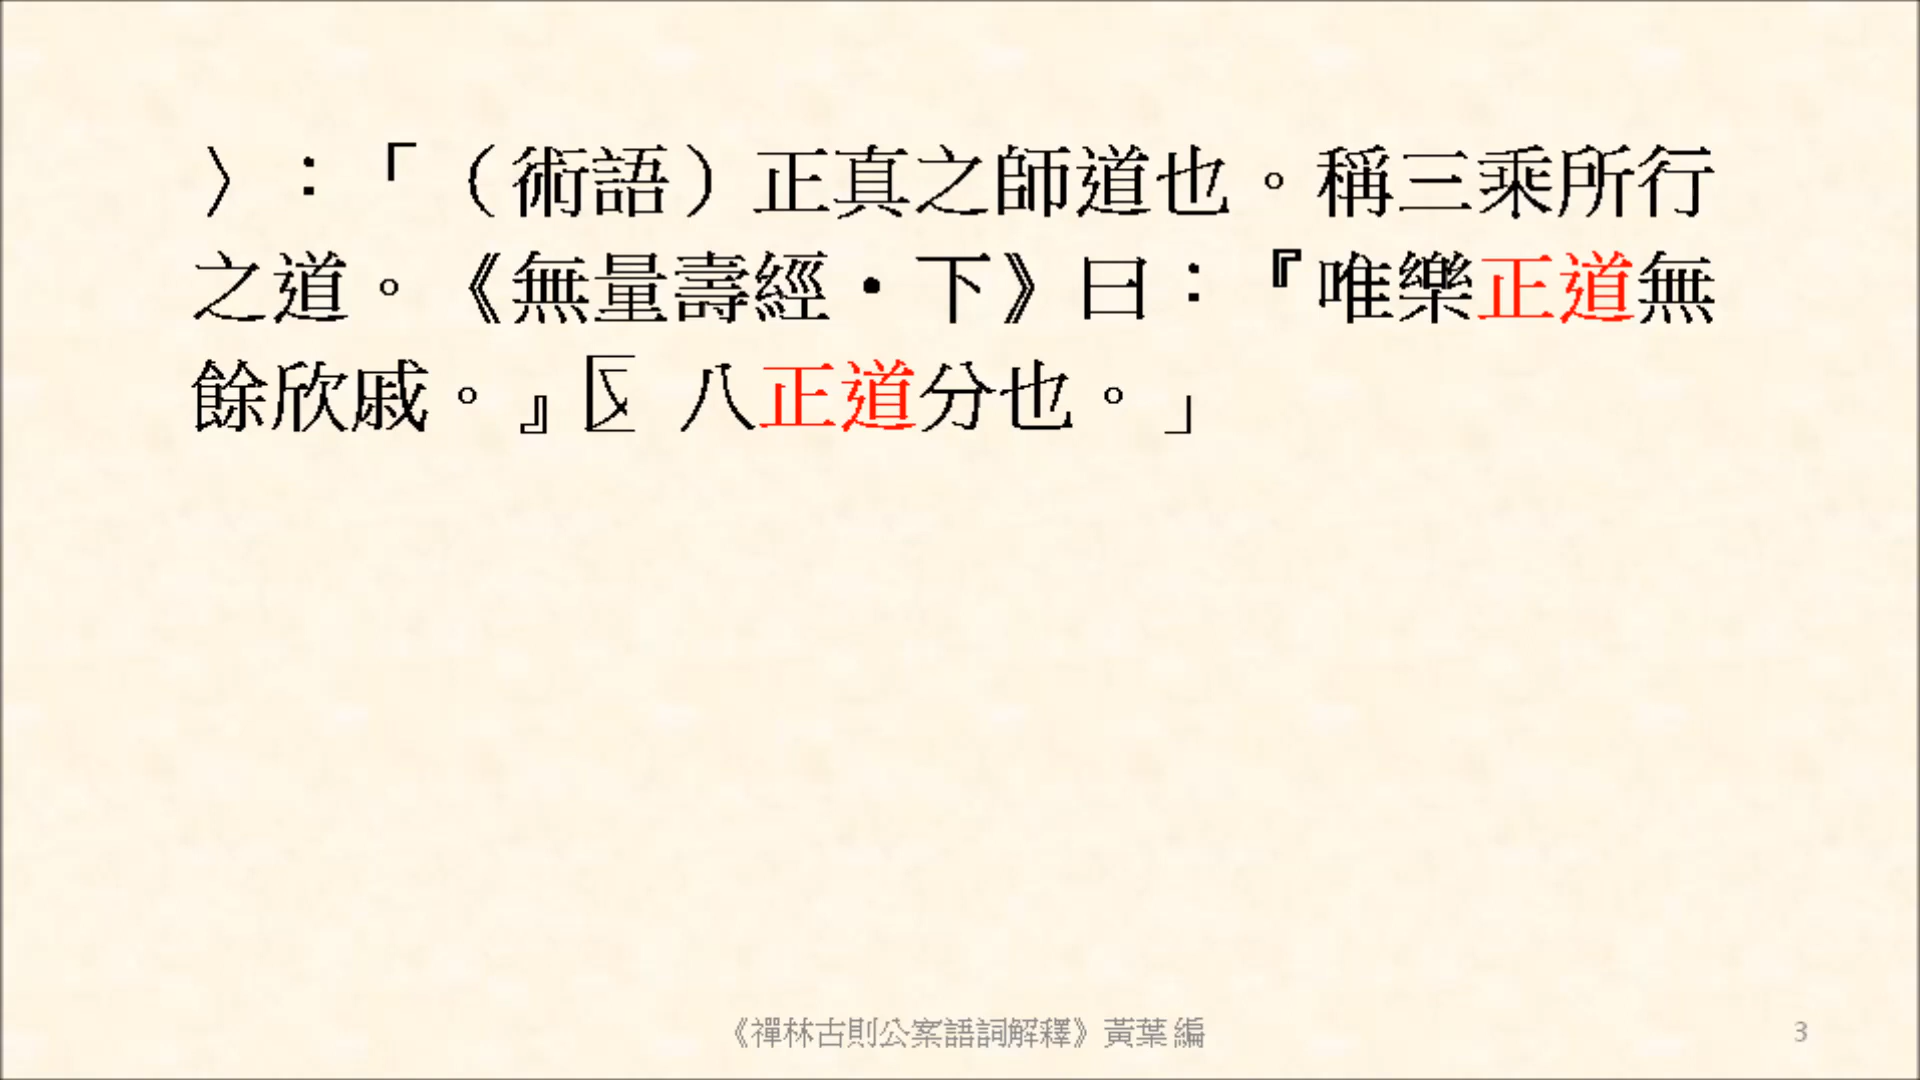 〉：「（術語）正真之師道也。稱三乘所行
之道。《無量壽經‧下》曰：『唯樂正道無
餘欣戚。』 八正道分也。」
《禪林古則公案語詞解釋》黃葉 編
3